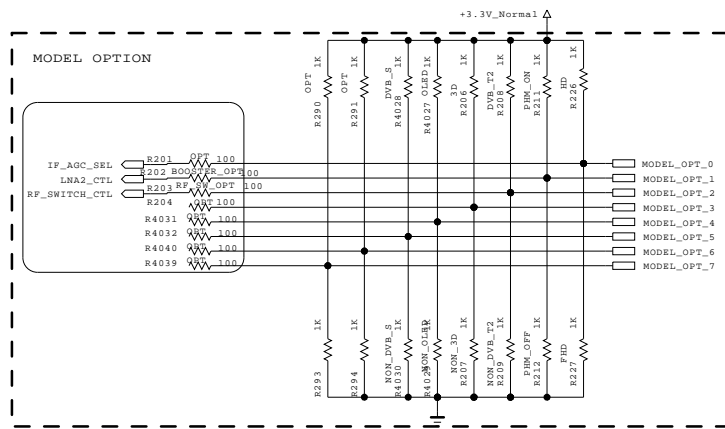 +3.3V_Normal
MODEL OPTION
OPT R290 1K
OPT R291 1K
DVB_S R4028 1K
OLED R4027 1K
3D R206 1K
DVB_T2 R208 1K
PHM_ON R211 1K
HD R226 1K
IF_AGC_SEL R201 OPT 100 MODEL_OPT_0
LNA2_CTL R202 BOOSTER_OPT 100 MODEL_OPT_1
RF_SWITCH_CTL R203 RF_SW_OPT 100 MODEL_OPT_2
R204 OPT 100 MODEL_OPT_3
R4031 OPT 100 MODEL_OPT_4
R4032 OPT 100 MODEL_OPT_5
R4040 OPT 100 MODEL_OPT_6
R4039 OPT 100 MODEL_OPT_7
R293 1K
R294 1K
NON_DVB_S R4030 1K
NON_OLED R4029 1K
NON_3D R207 1K
NON_DVB_T2 R209 1K
PHM_OFF R212 1K
FHD R227 1K